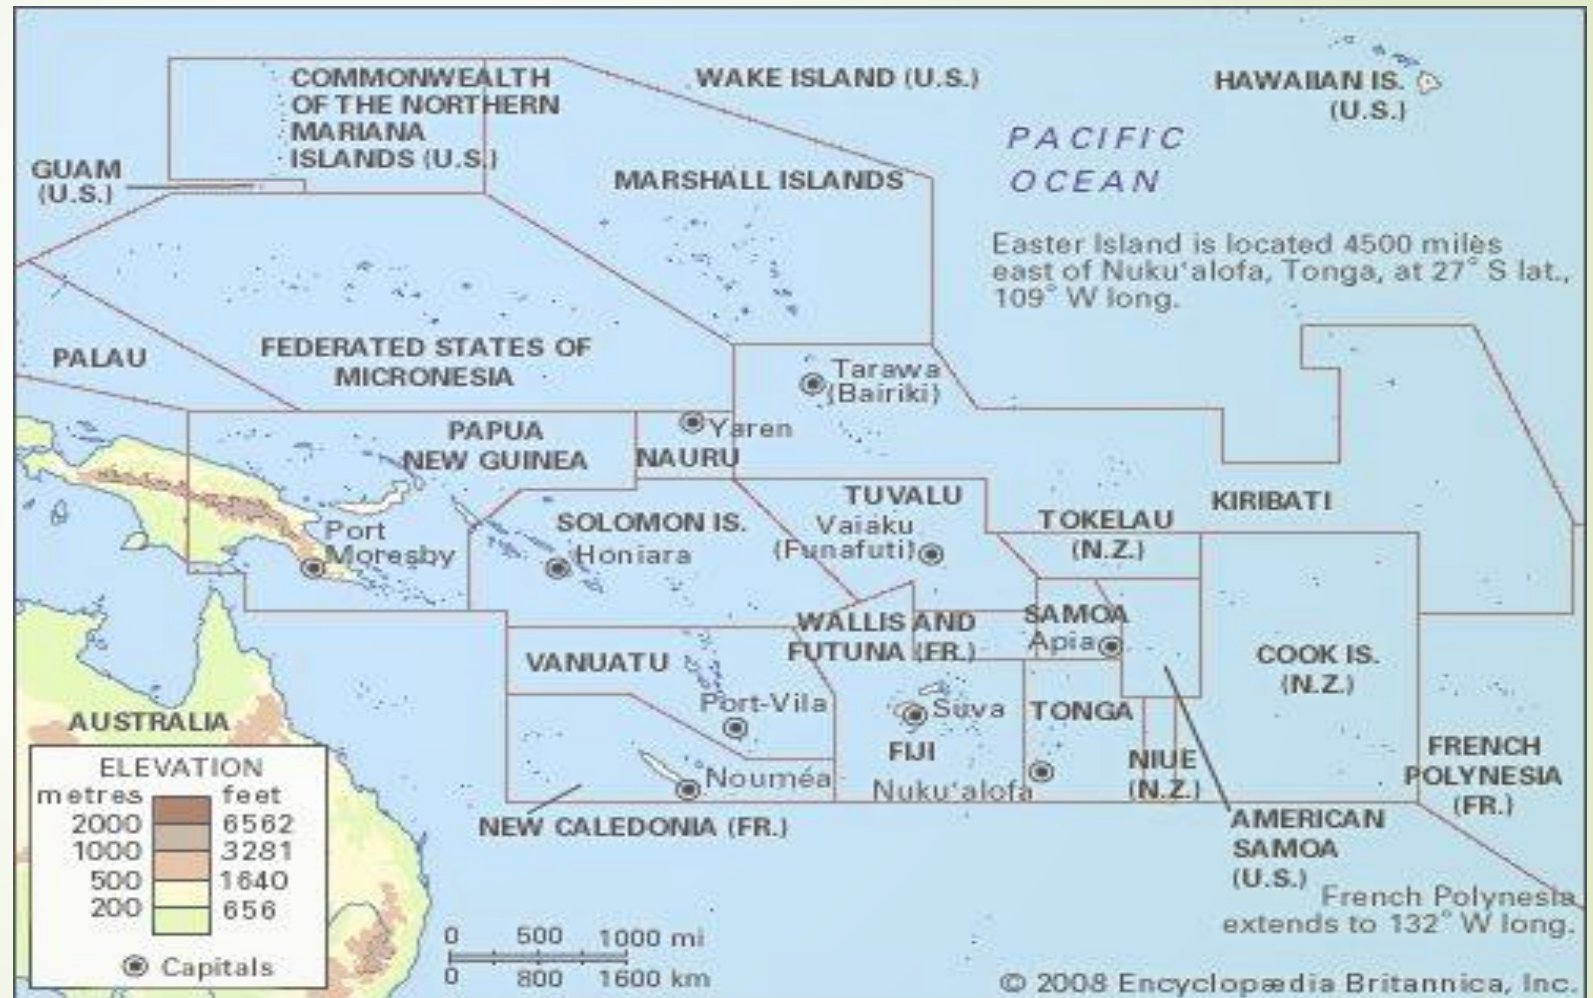 COMMONWEALTH
OF THE NORTHERN
MARIANA
ISLANDS (U.S.)
WAKE ISLAND (U.S.)
HAWAIIAN IS.
(U.S.)
PACIFIC
OCEAN
GUAM
(U.S.)
MARSHALL ISLANDS
Easter Island is located 4500 miles
east of Nuku'alofa, Tonga, at 27° S lat.,
109° W long.
PALAU
FEDERATED STATES OF
MICRONESIA
Tarawa
(Bairiki)
Yaren
PAPUA
NEW GUINEA
NAURU
KIRIBATI
TUVALU
Vaiaku
(Funafuti)
TOKELAU
(N.Z.)
SOLOMON IS.
Honiara
Port
Moresby
WALLIS AND
FUTUNA (FR.)
SAMOA
Apia
COOK IS.
(N.Z.)
VANUATU
Port-Vila
Suva
FIJI
TONGA
Nuku'alofa
NIUE
(N.Z.)
FRENCH
POLYNESIA
(FR.)
AUSTRALIA
Nouméa
NEW CALEDONIA (FR.)
AMERICAN
SAMOA
(U.S.)
French Polynesia
extends to 132° W long.
ELEVATION
metres feet
2000 6562
1000 3281
500 1640
200 656
Capitals
0 500 1000 mi
0 800 1600 km
© 2008 Encyclopædia Britannica, Inc.